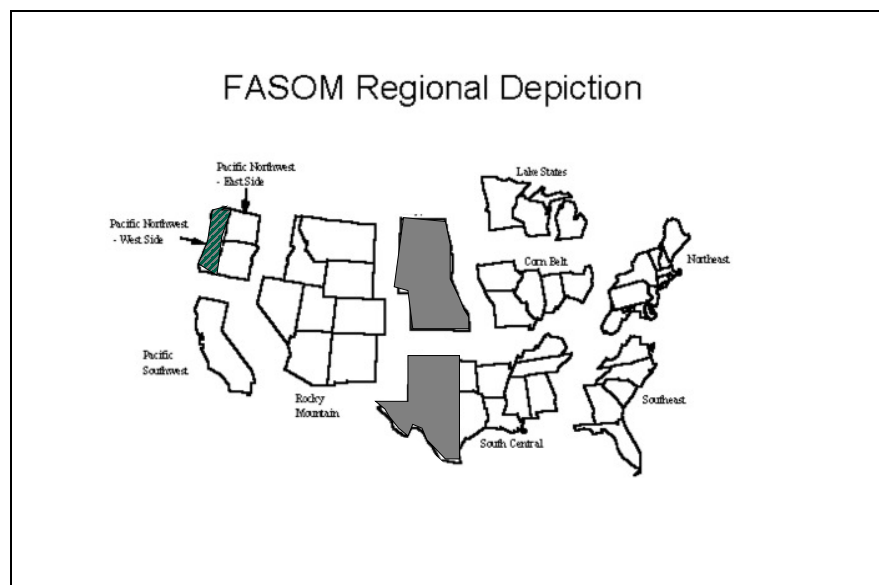 FASOM Regional Depiction
Pacific Northwest
- East Side
Lake States
Pacific Northwest
- West Side
Corn Belt
Northeast
Pacific
Southwest
Rocky
Mountain
South Central
Southeast